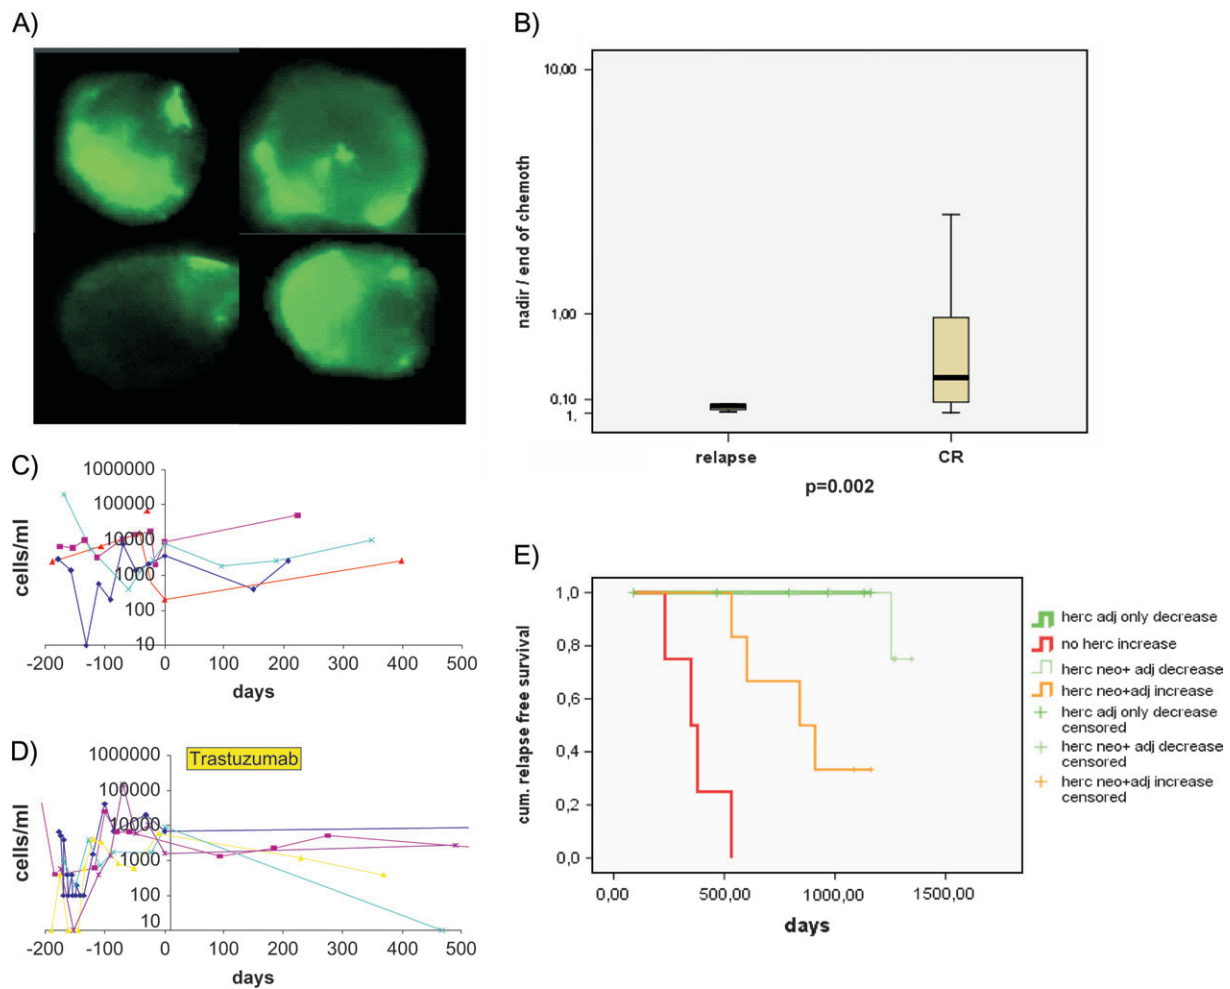 A)
B)
10,00
1,00
0,10
1,
nadir / end of chemoth
relapse
CR
p=0.002
C)
1000000
100000
10000
1000
100
10
cells/ml
-200
-100
0
100
200
300
400
500
days
D)
Trastuzumab
1000000
100000
10000
1000
100
10
cells/ml
-200
-100
0
100
200
300
400
500
days
E)
1,0
0,8
0,6
0,4
0,2
0,0
cum. relapse free survival
0,00
500,00
1000,00
1500,00
days
herc adj only decrease
no herc increase
herc neo+ adj decrease
herc neo+adj increase
herc adj only decrease
censored
herc neo+ adj decrease
censored
herc neo+adj increase
censored